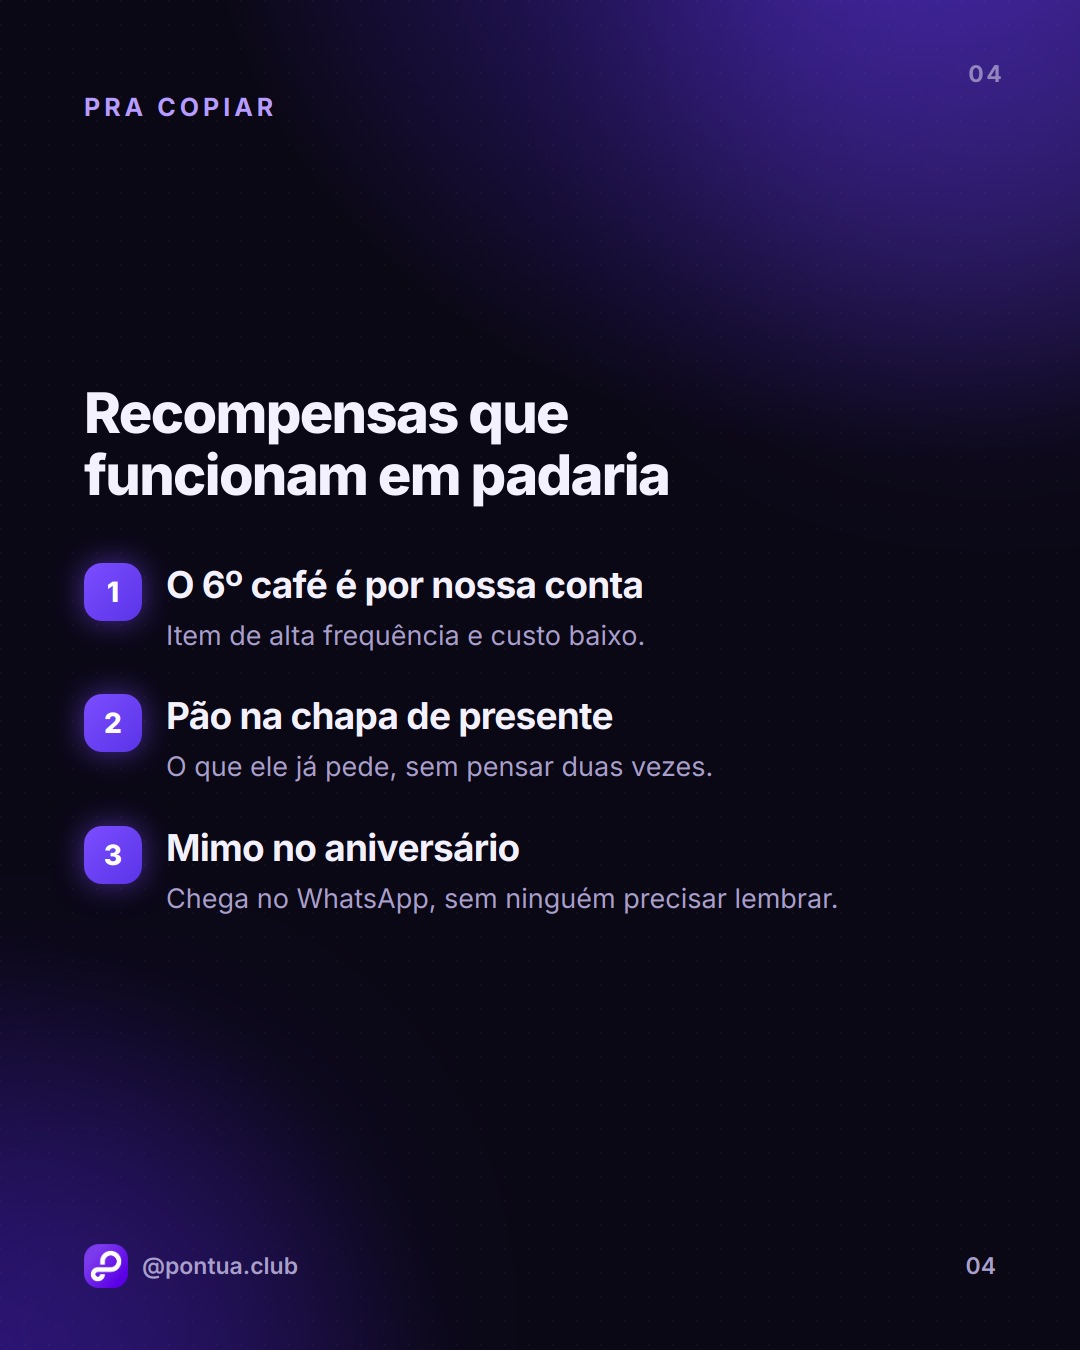 04
PRA COPIAR
Recompensas que
funcionam em padaria
1
O 6º café é por nossa conta
Item de alta frequência e custo baixo.
2
Pão na chapa de presente
O que ele já pede, sem pensar duas vezes.
3
Mimo no aniversário
Chega no WhatsApp, sem ninguém precisar lembrar.
@pontua.club
04